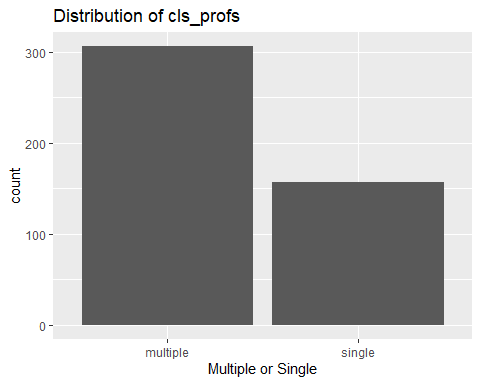 Distribution of cls_profs
300
200
100
0
count
multiple
single
Multiple or Single